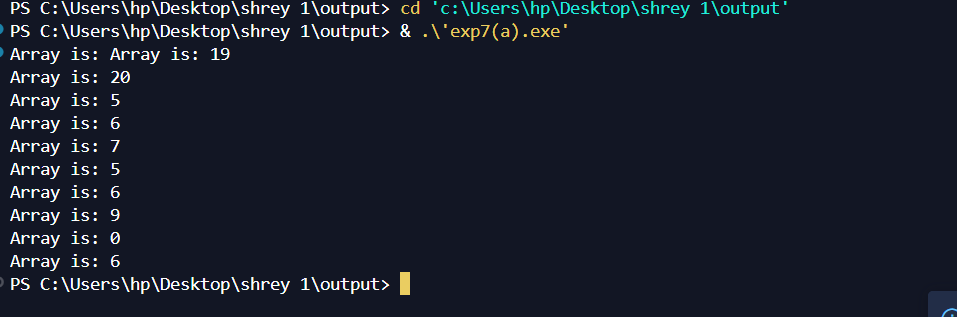 PS C:\Users\hp\Desktop\shrey 1\output> cd 'c:\Users\hp\Desktop\shrey 1\output'
PS C:\Users\hp\Desktop\shrey 1\output> & .\'exp7(a).exe'
Array is: Array is: 19
Array is: 20
Array is: 5
Array is: 6
Array is: 7
Array is: 5
Array is: 6
Array is: 9
Array is: 0
Array is: 6
PS C:\Users\hp\Desktop\shrey 1\output>